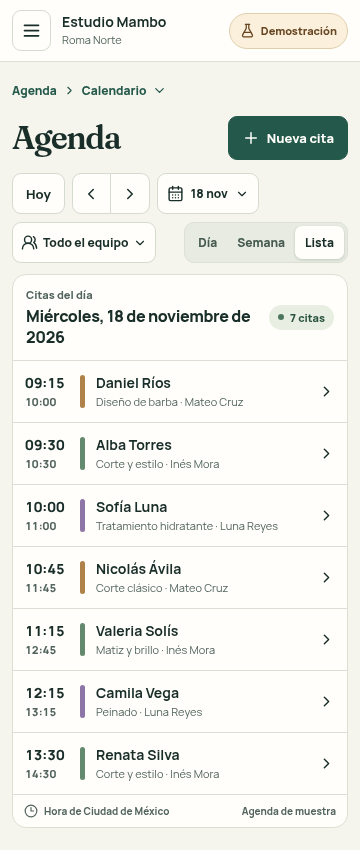 Estudio Mambo
Roma Norte
Demostración
Agenda > Calendario
Agenda
Nueva cita
Hoy
18 nov
Todo el equipo
Día Semana Lista
Citas del día
Miércoles, 18 de noviembre de
2026
7 citas
09:15 Daniel Ríos
10:00 Diseño de barba · Mateo Cruz
09:30 Alba Torres
10:30 Corte y estilo · Inés Mora
10:00 Sofía Luna
11:00 Tratamiento hidratante · Luna Reyes
10:45 Nicolás Ávila
11:45 Corte clásico · Mateo Cruz
11:15 Valeria Solís
12:45 Matiz y brillo · Inés Mora
12:15 Camila Vega
13:15 Peinado · Luna Reyes
13:30 Renata Silva
14:30 Corte y estilo · Inés Mora
Hora de Ciudad de México Agenda de muestra